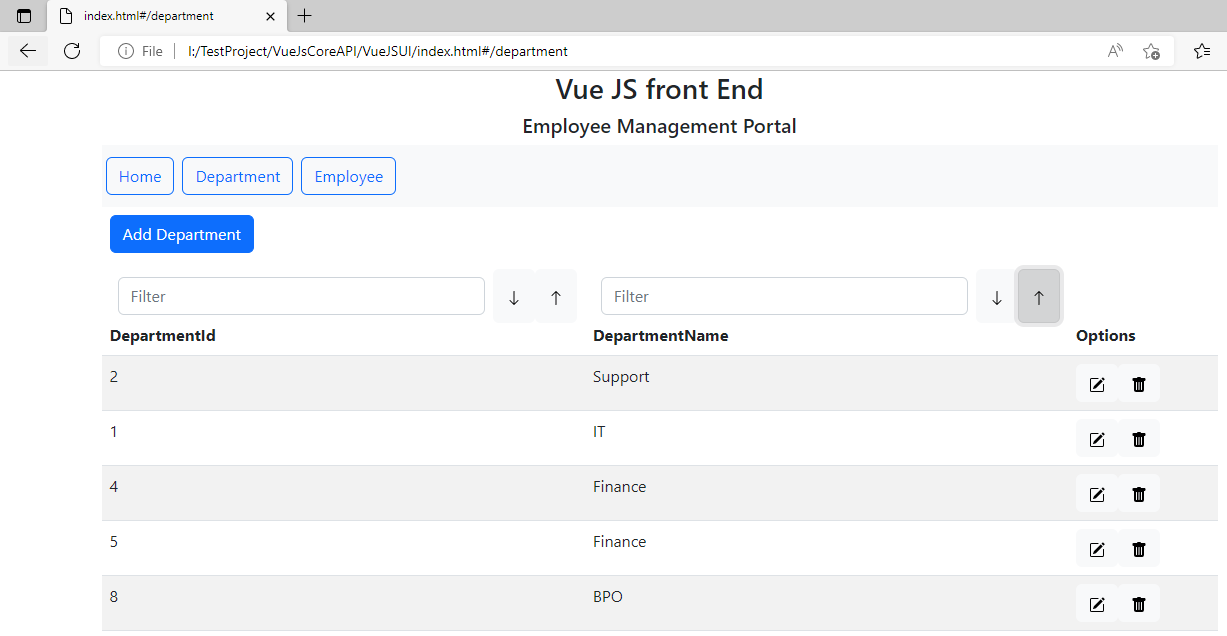 index.html#/department
File I:/TestProject/VueJsCoreAPI/VueJSUI/index.html#/department
Vue JS front End
Employee Management Portal
Home Department Employee
Add Department
Filter Filter
DepartmentId DepartmentName Options
2 Support
1 IT
4 Finance
5 Finance
8 BPO